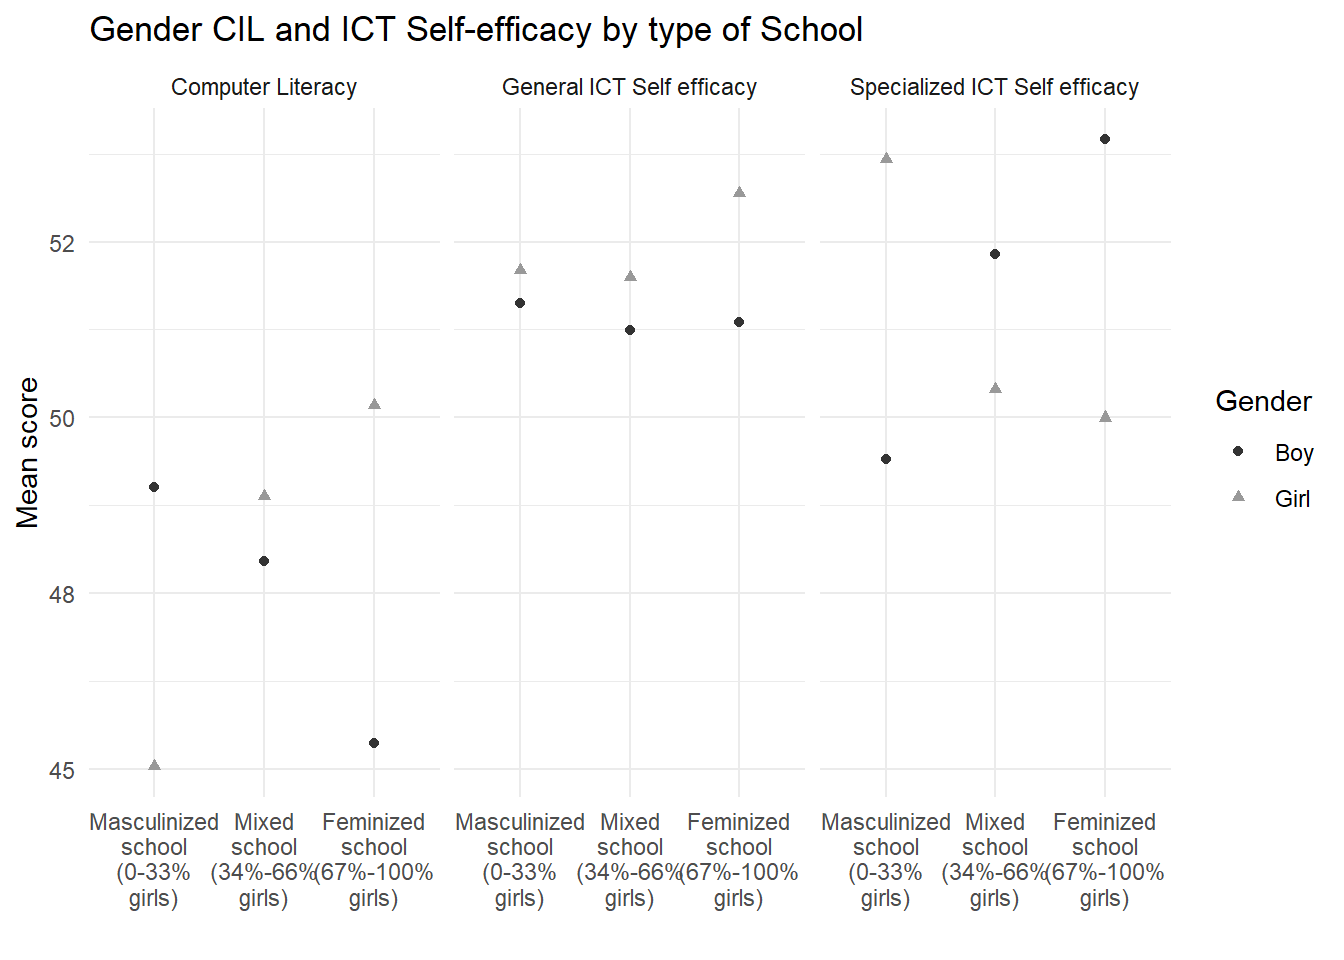 Gender CIL and ICT Self-efficacy by type of School
Computer Literacy
General ICT Self efficacy
Specialized ICT Self efficacy
Mean score
52
50
48
45
Masculinized
school
(0-33%
girls)
Mixed
school
(34%-66%
girls)
Feminized
school
(67%-100%
girls)
Masculinized
school
(0-33%
girls)
Mixed
school
(34%-66%
girls)
Feminized
school
(67%-100%
girls)
Masculinized
school
(0-33%
girls)
Mixed
school
(34%-66%
girls)
Feminized
school
(67%-100%
girls)
Gender
Boy
Girl